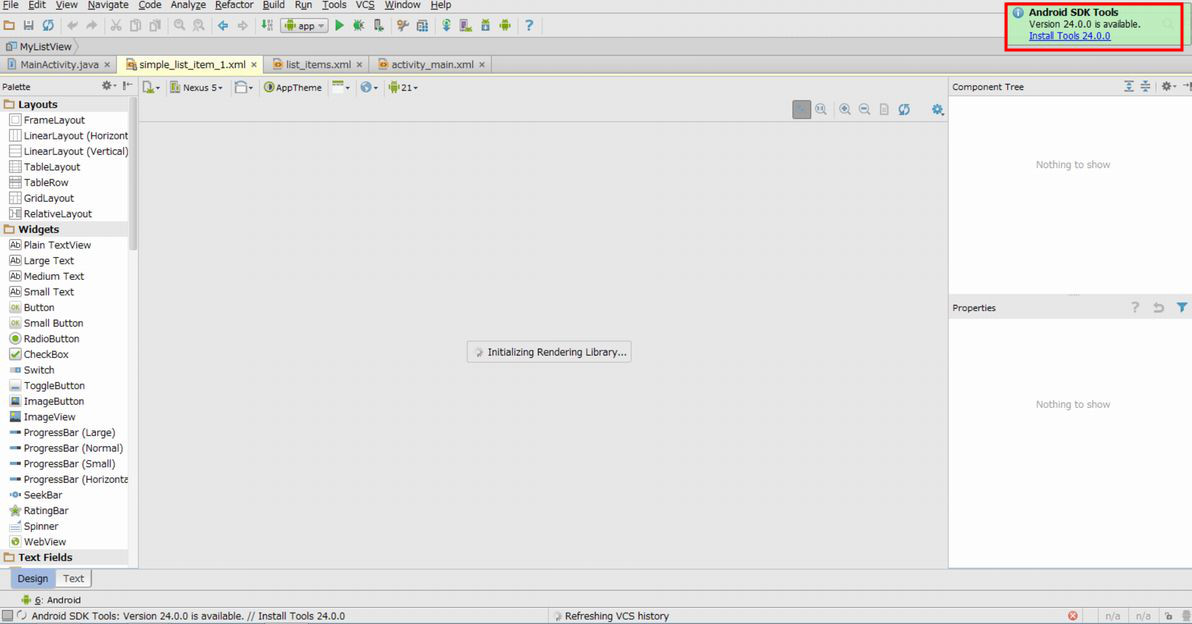 File Edit View Navigate Code Analyze Refactor Build Run Tools VCS Window Help
Android SDK Tools
Version 24.0.0 is available.
Install Tools 24.0.0
app
MyListView
MainActivity.java simple_list_item_1.xml list_items.xml activity_main.xml
Palette
Nexus 5 AppTheme 21
Component Tree
Layouts
FrameLayout
LinearLayout (Horizont
LinearLayout (Vertical)
TableLayout
TableRow
GridLayout
RelativeLayout
Widgets
Ab Plain TextView
Ab Large Text
Ab Medium Text
Ab Small Text
OK Button
OK Small Button
RadioButton
CheckBox
Switch
ToggleButton
ImageButton
ImageView
ProgressBar (Large)
ProgressBar (Normal)
ProgressBar (Small)
ProgressBar (Horizonta
SeekBar
RatingBar
Spinner
WebView
Text Fields
Initializing Rendering Library...
Nothing to show
Properties
Nothing to show
Design Text
6: Android
Android SDK Tools: Version 24.0.0 is available. // Install Tools 24.0.0
Refreshing VCS history
n/a n/a